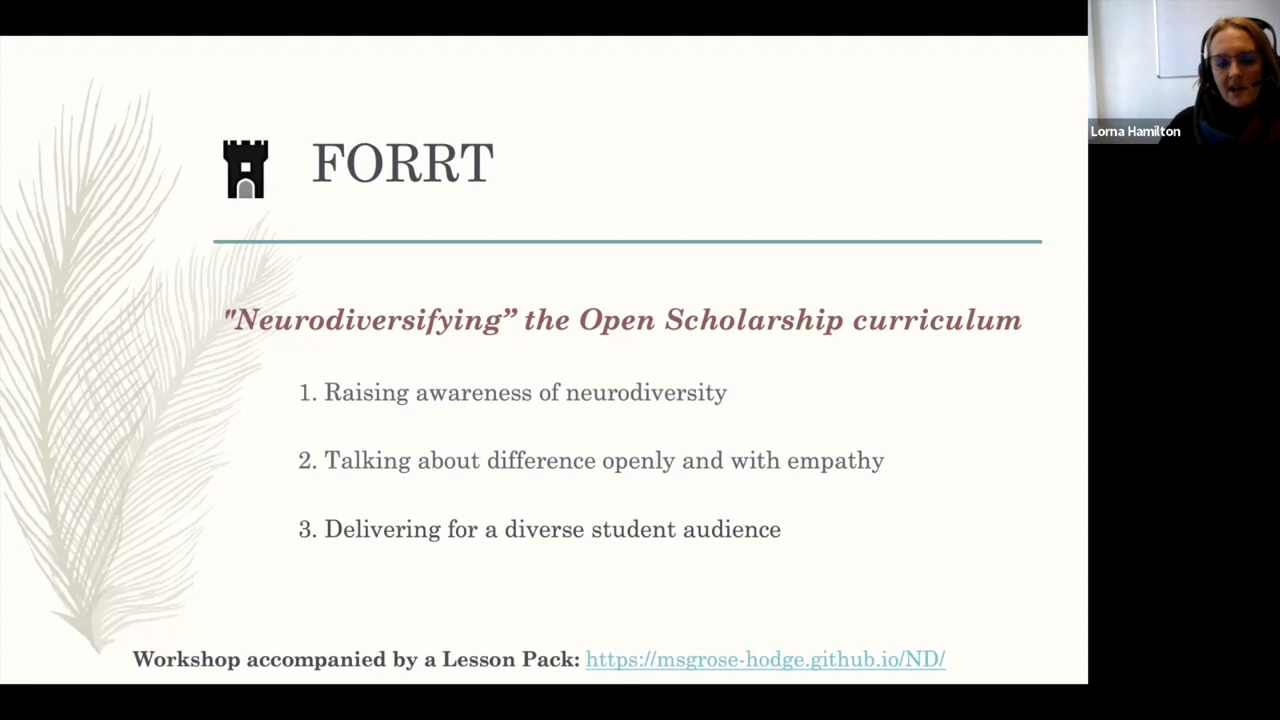 FORRT
"Neurodiversifying” the Open Scholarship curriculum
1. Raising awareness of neurodiversity
2. Talking about difference openly and with empathy
3. Delivering for a diverse student audience
Workshop accompanied by a Lesson Pack: https://msgrose-hodge.github.io/ND/
Lorna Hamilton